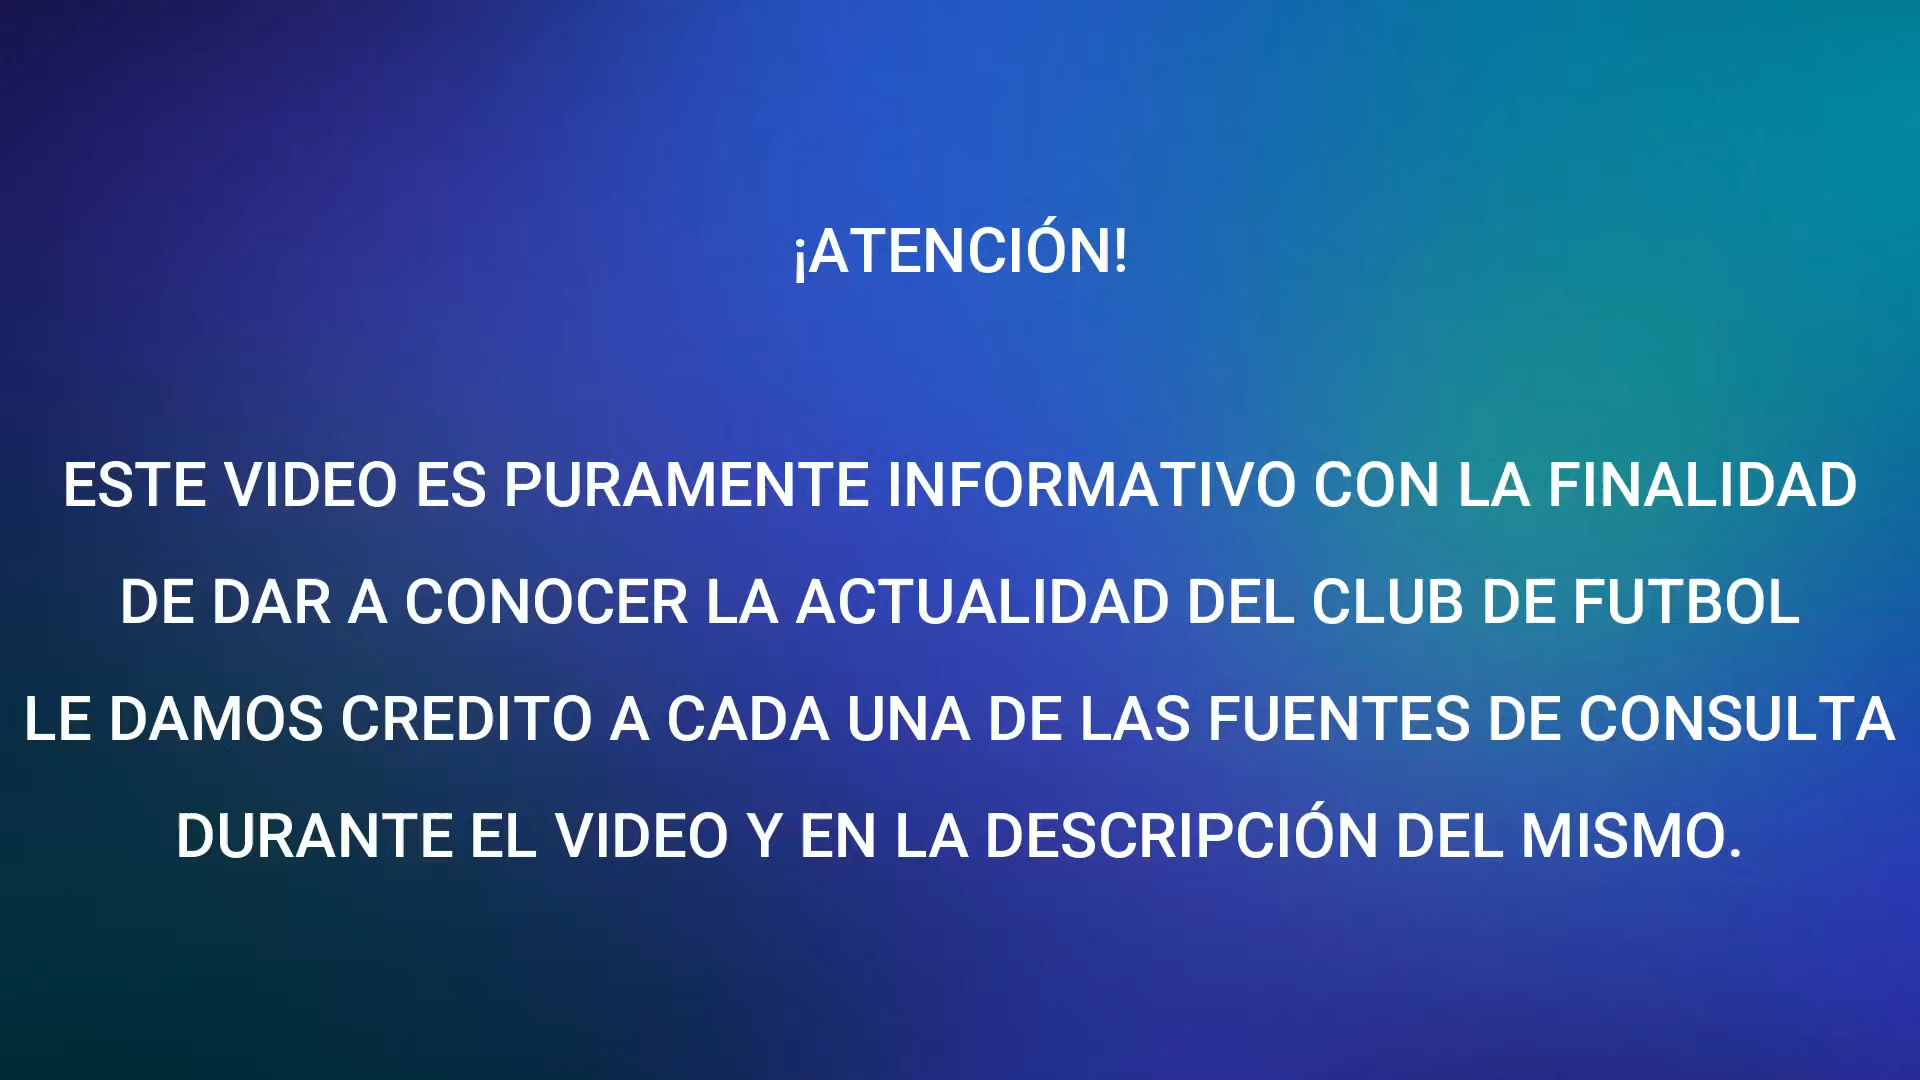 ¡ATENCIÓN!
ESTE VIDEO ES PURAMENTE INFORMATIVO CON LA FINALIDAD
DE DAR A CONOCER LA ACTUALIDAD DEL CLUB DE FUTBOL
LE DAMOS CREDITO A CADA UNA DE LAS FUENTES DE CONSULTA
DURANTE EL VIDEO Y EN LA DESCRIPCIÓN DEL MISMO.